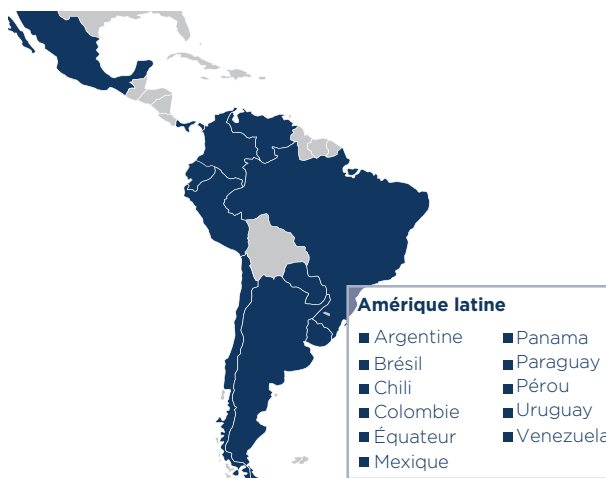 Amérique latine
Argentine
Brésil
Chili
Colombie
Équateur
Mexique
Panama
Paraguay
Pérou
Uruguay
Venezuela